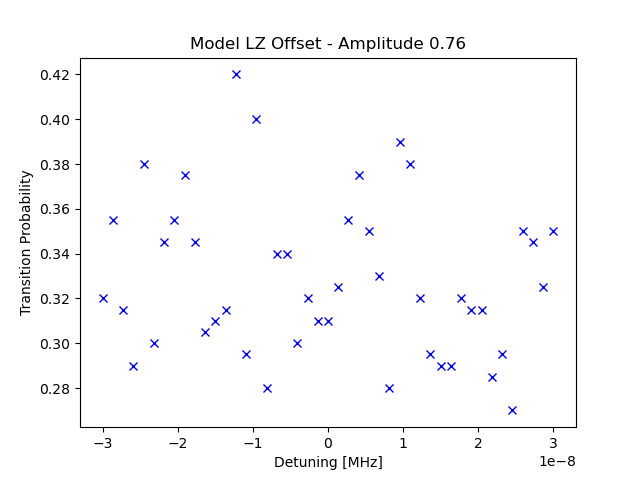 Model LZ Offset - Amplitude 0.76
Transition Probability
0.42
0.40
0.38
0.36
0.34
0.32
0.30
0.28
−3 −2 −1 0 1 2 3
1e−8
Detuning [MHz]